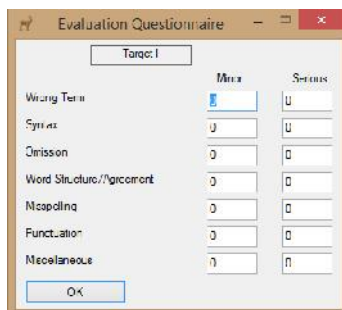 Evaluation Questionnaire
Target I
Minor Serious
Wrong Term 0 0
Syntax 0 0
Omission 0 0
Word Structure/Agreement 0 0
Misspelling 0 0
Punctuation 0 0
Miscellaneous 0 0
OK